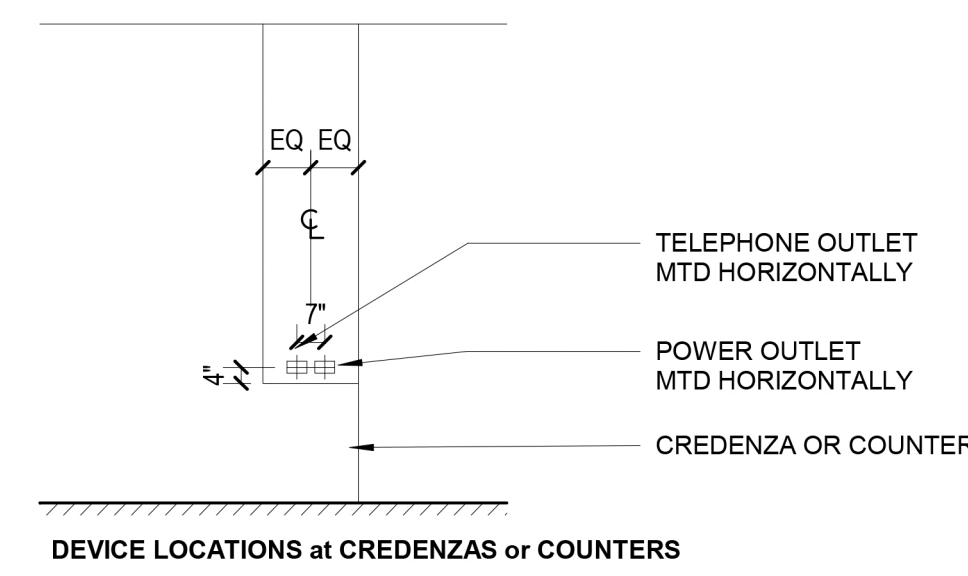 EQ EQ
℄
TELEPHONE OUTLET
MTD HORIZONTALLY
7"
POWER OUTLET
MTD HORIZONTALLY
4"
CREDENZA OR COUNTER
DEVICE LOCATIONS at CREDENZAS or COUNTERS